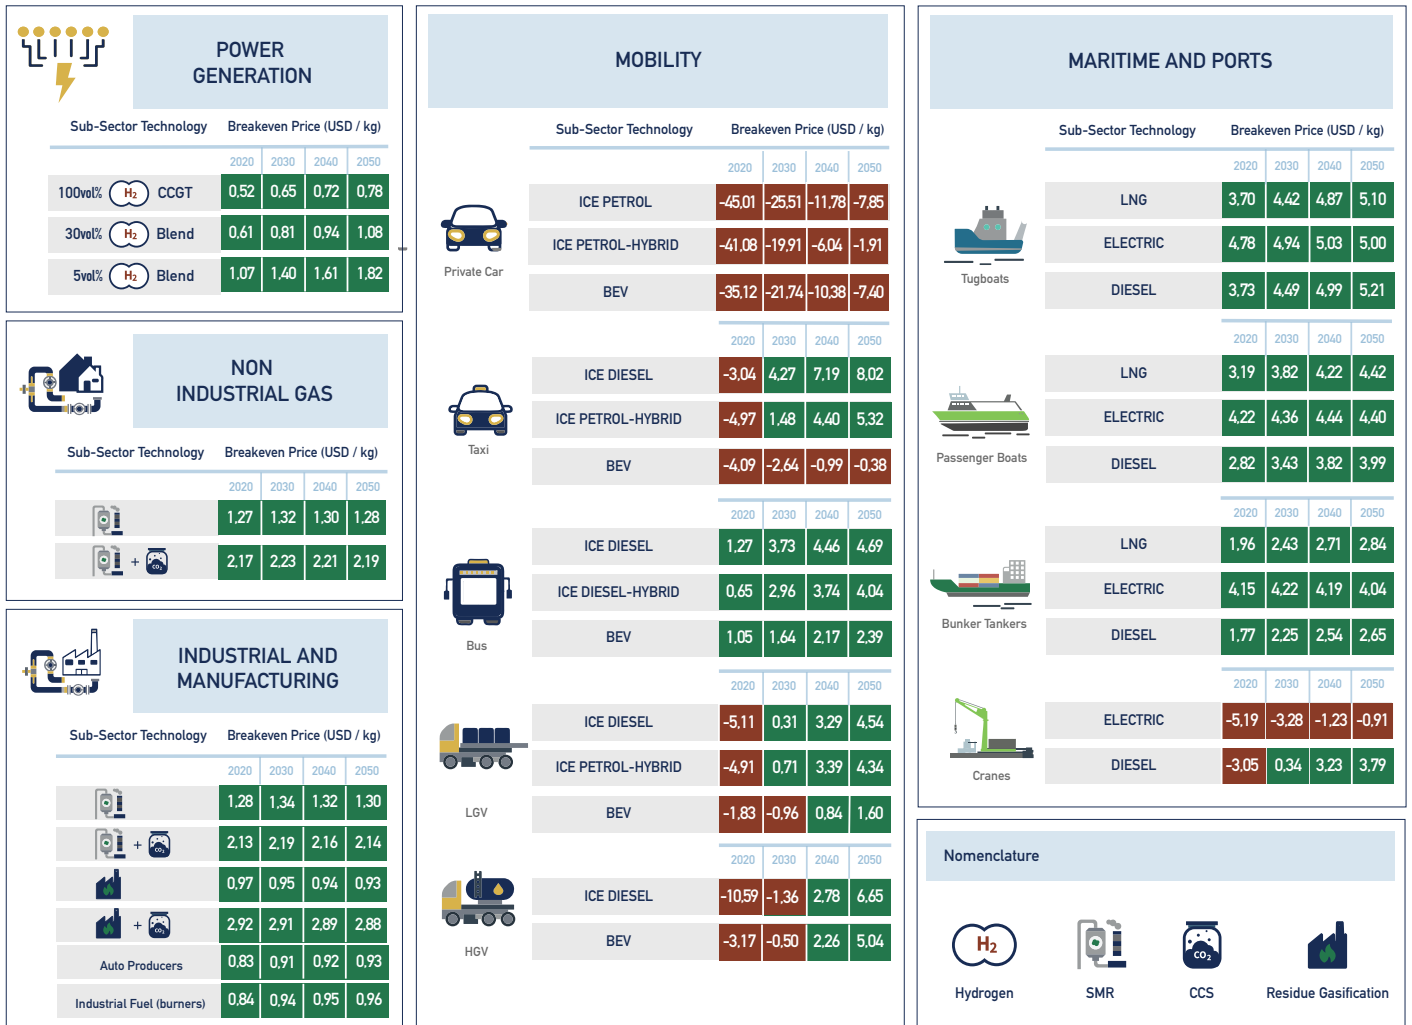 POWER
GENERATION
Sub-Sector Technology Breakeven Price (USD / kg)
2020 2030 2040 2050
100vol% H₂ CCGT 0,52 0,65 0,72 0,78
30vol% H₂ Blend 0,61 0,81 0,94 1,08
5vol% H₂ Blend 1,07 1,40 1,61 1,82
NON
INDUSTRIAL GAS
Sub-Sector Technology Breakeven Price (USD / kg)
2020 2030 2040 2050
1,27 1,32 1,30 1,28
+ CO₂ 2,17 2,23 2,21 2,19
INDUSTRIAL AND
MANUFACTURING
Sub-Sector Technology Breakeven Price (USD / kg)
2020 2030 2040 2050
1,28 1,34 1,32 1,30
+ CO₂ 2,13 2,19 2,16 2,14
0,97 0,95 0,94 0,93
+ CO₂ 2,92 2,91 2,89 2,88
Auto Producers 0,83 0,91 0,92 0,93
Industrial Fuel (burners) 0,84 0,94 0,95 0,96
MOBILITY
Sub-Sector Technology Breakeven Price (USD / kg)
2020 2030 2040 2050
ICE PETROL -45,01 -25,51 -11,78 -7,85
ICE PETROL-HYBRID -41,08 -19,91 -6,04 -1,91
Private Car
BEV -35,12 -21,74 -10,38 -7,40
2020 2030 2040 2050
ICE DIESEL -3,04 4,27 7,19 8,02
ICE PETROL-HYBRID -4,97 1,48 4,40 5,32
Taxi
BEV -4,09 -2,64 -0,99 -0,38
2020 2030 2040 2050
ICE DIESEL 1,27 3,73 4,46 4,69
ICE DIESEL-HYBRID 0,65 2,96 3,74 4,04
BEV 1,05 1,64 2,17 2,39
Bus
2020 2030 2040 2050
ICE DIESEL -5,11 0,31 3,29 4,54
ICE PETROL-HYBRID -4,91 0,71 3,39 4,34
LGV BEV -1,83 -0,96 0,84 1,60
2020 2030 2040 2050
ICE DIESEL -10,59 -1,36 2,78 6,65
BEV -3,17 -0,50 2,26 5,04
HGV
MARITIME AND PORTS
Sub-Sector Technology Breakeven Price (USD / kg)
2020 2030 2040 2050
LNG 3,70 4,42 4,87 5,10
ELECTRIC 4,78 4,94 5,03 5,00
Tugboats
DIESEL 3,73 4,49 4,99 5,21
2020 2030 2040 2050
LNG 3,19 3,82 4,22 4,42
ELECTRIC 4,22 4,36 4,44 4,40
Passenger Boats
DIESEL 2,82 3,43 3,82 3,99
2020 2030 2040 2050
LNG 1,96 2,43 2,71 2,84
ELECTRIC 4,15 4,22 4,19 4,04
Bunker Tankers
DIESEL 1,77 2,25 2,54 2,65
2020 2030 2040 2050
ELECTRIC -5,19 -3,28 -1,23 -0,91
DIESEL -3,05 0,34 3,23 3,79
Cranes
Nomenclature
H₂ CO₂
Hydrogen SMR CCS Residue Gasification